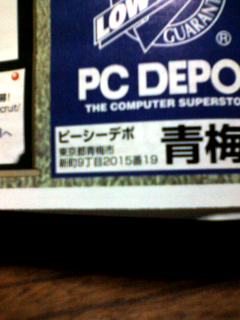 LOW
GUARANTY
®
PC DEPO
THE COMPUTER SUPERSTO
ピーシーデポ
東京都青梅市
新町9丁目2015番19
青梅